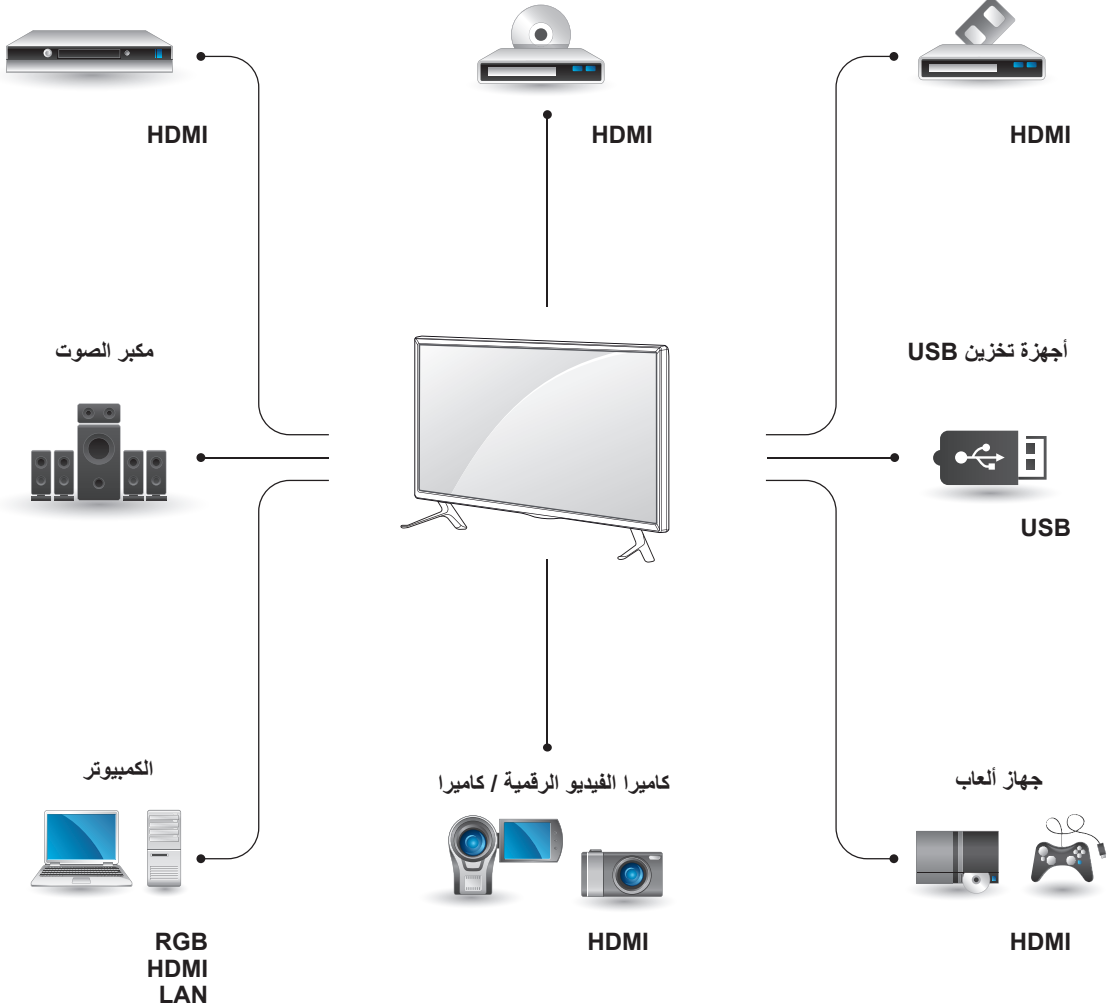 HDMI
HDMI
HDMI
مكبر الصوت
أجهزة تخزين USB
USB
الكمبيوتر
كاميرا الفيديو الرقمية / كاميرا
جهاز ألعاب
RGB
HDMI
LAN
HDMI
HDMI